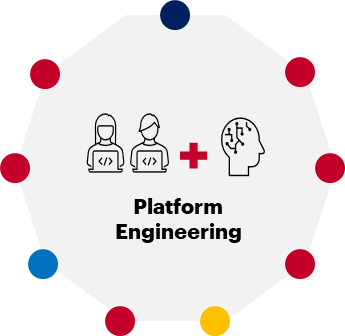 </>
</>
Platform
Engineering